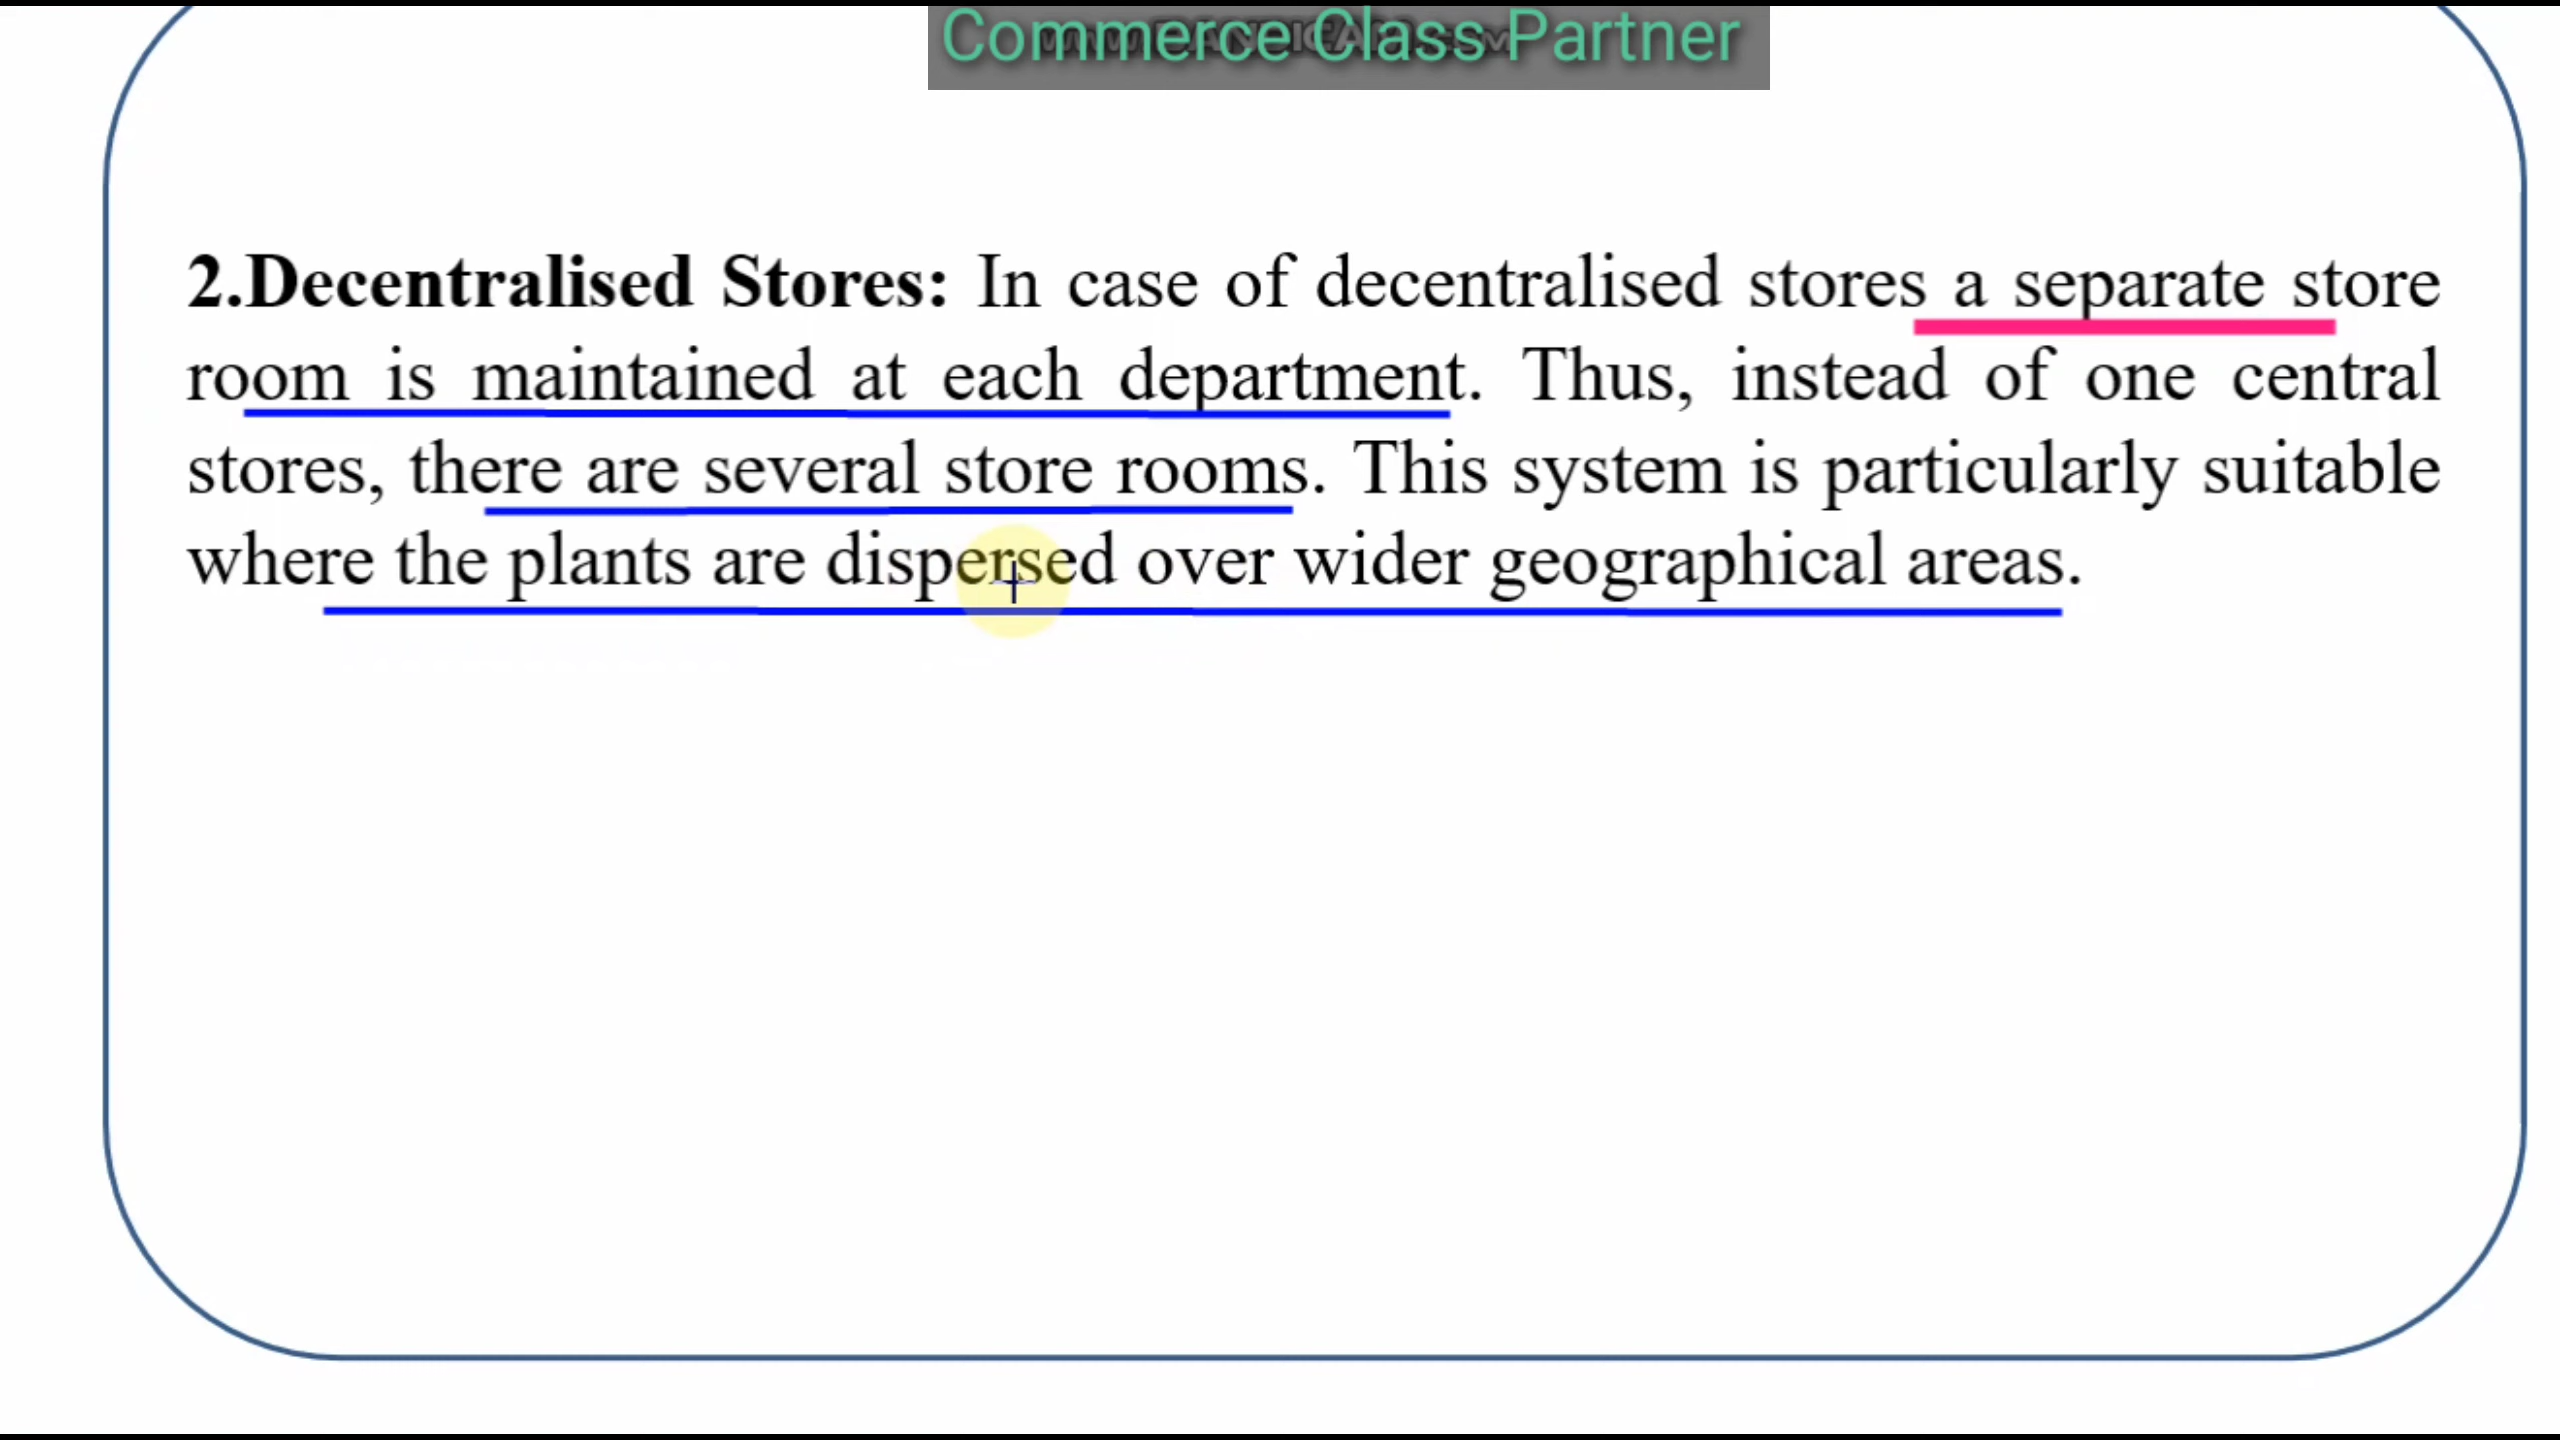 Commerce Class Partner
2.Decentralised Stores: In case of decentralised stores a separate store
room is maintained at each department. Thus, instead of one central
stores, there are several store rooms. This system is particularly suitable
where the plants are dispersed over wider geographical areas.